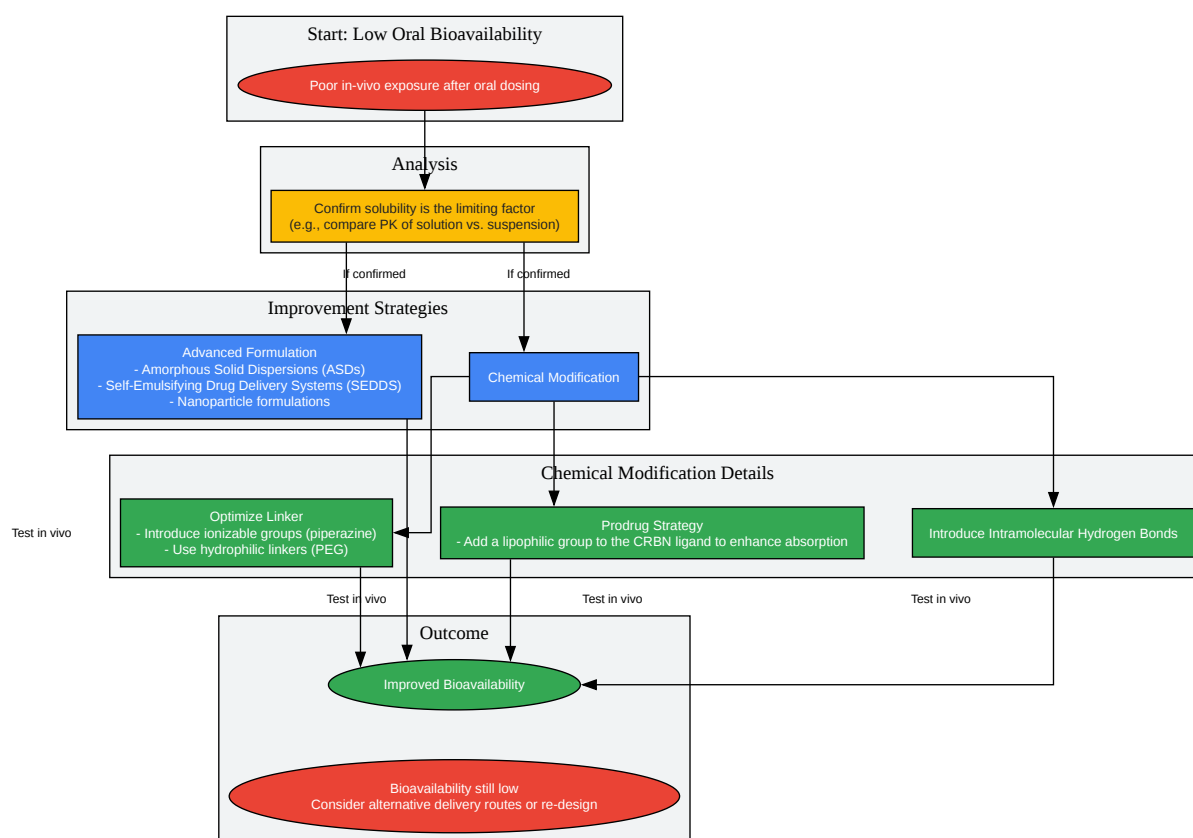 Start: Low Oral Bioavailability
Poor in-vivo exposure after oral dosing
Analysis
Confirm solubility is the limiting factor
(e.g., compare PK of solution vs. suspension)
If confirmed
If confirmed
Improvement Strategies
Advanced Formulation
- Amorphous Solid Dispersions (ASDs)
- Self-Emulsifying Drug Delivery Systems (SEDDS)
- Nanoparticle formulations
Chemical Modification
Chemical Modification Details
Test in vivo
Optimize Linker
- Introduce ionizable groups (piperazine)
- Use hydrophilic linkers (PEG)
Prodrug Strategy
- Add a lipophilic group to the CRBN ligand to enhance absorption
Introduce Intramolecular Hydrogen Bonds
Test in vivo
Test in vivo
Test in vivo
Outcome
Improved Bioavailability
Bioavailability still low
Consider alternative delivery routes or re-design